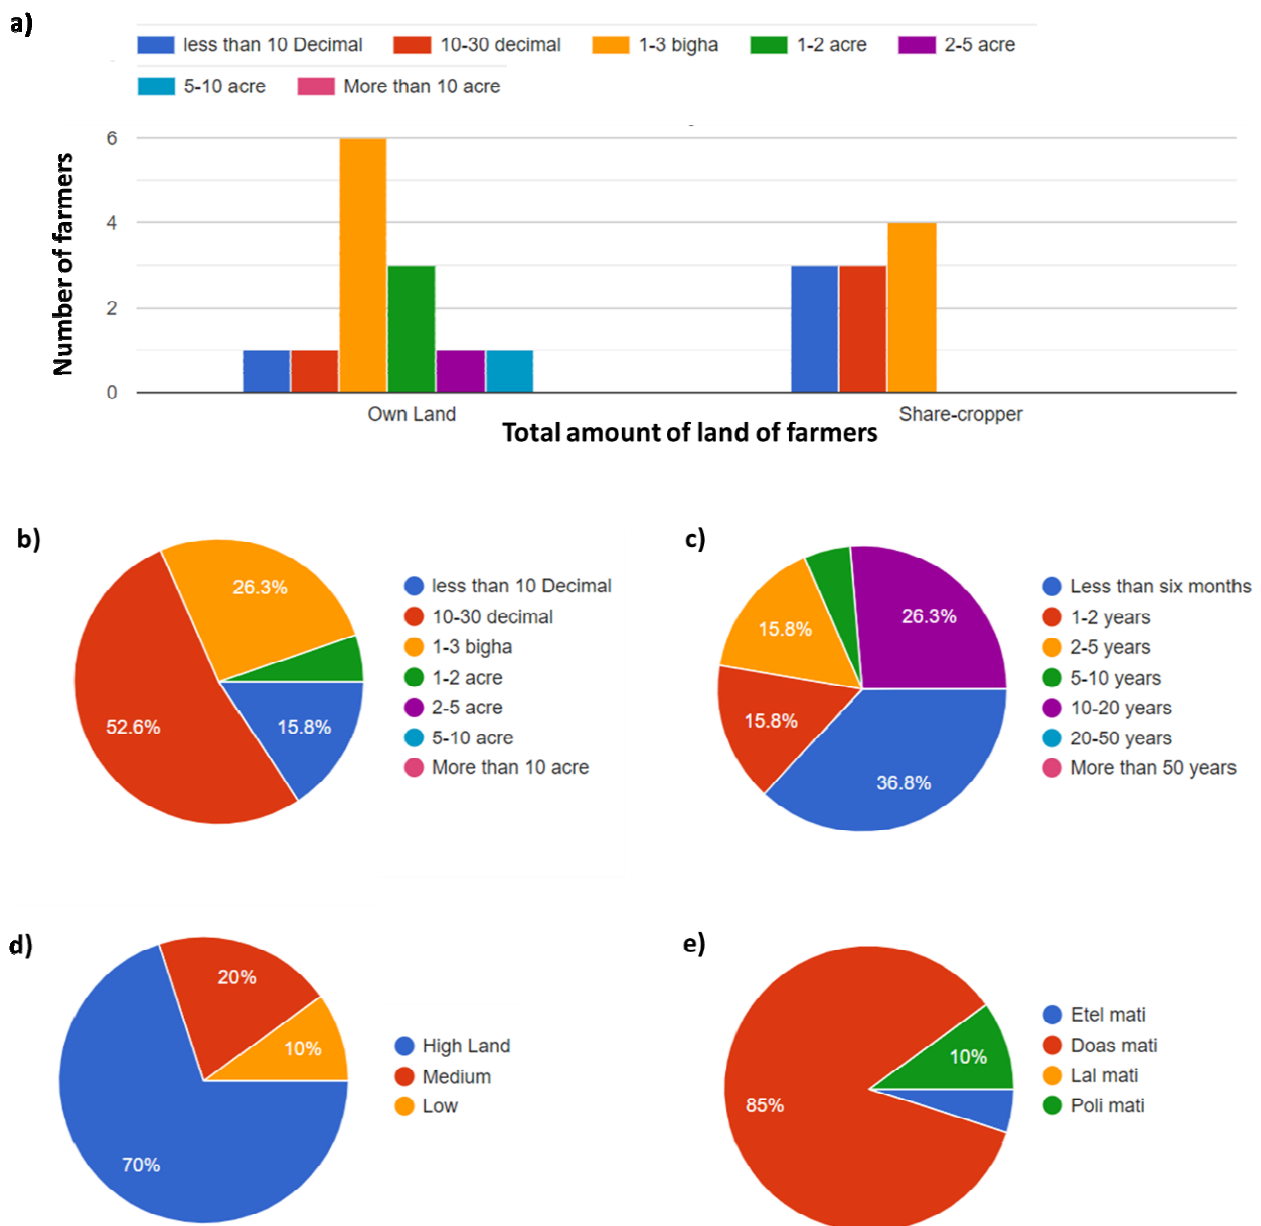 a)
less than 10 Decimal 10-30 decimal 1-3 bigha 1-2 acre 2-5 acre
5-10 acre More than 10 acre
6
4
2
0
Number of farmers
Own Land Share-cropper
Total amount of land of farmers
b)
26.3%
52.6%
15.8%
less than 10 Decimal
10-30 decimal
1-3 bigha
1-2 acre
2-5 acre
5-10 acre
More than 10 acre
c)
26.3%
15.8%
15.8%
36.8%
Less than six months
1-2 years
2-5 years
5-10 years
10-20 years
20-50 years
More than 50 years
d)
20%
10%
70%
High Land
Medium
Low
e)
10%
85%
Etel mati
Doas mati
Lal mati
Poli mati